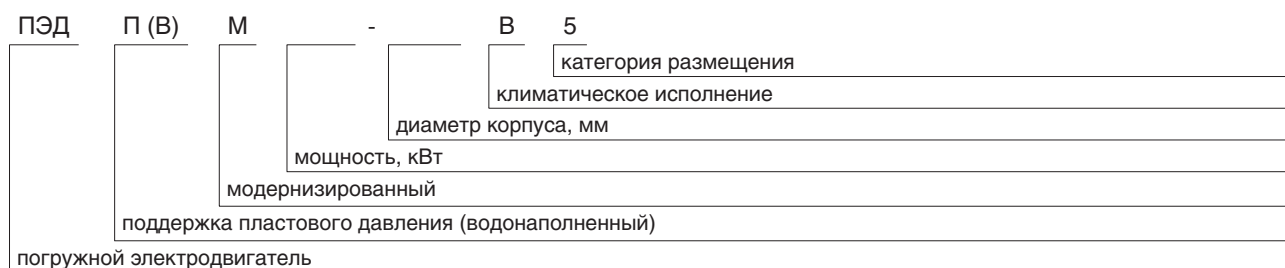 ПЭД П (В) М - В 5
категория размещения
климатическое исполнение
диаметр корпуса, мм
мощность, кВт
модернизированный
поддержка пластового давления (водонаполненный)
погружной электродвигатель